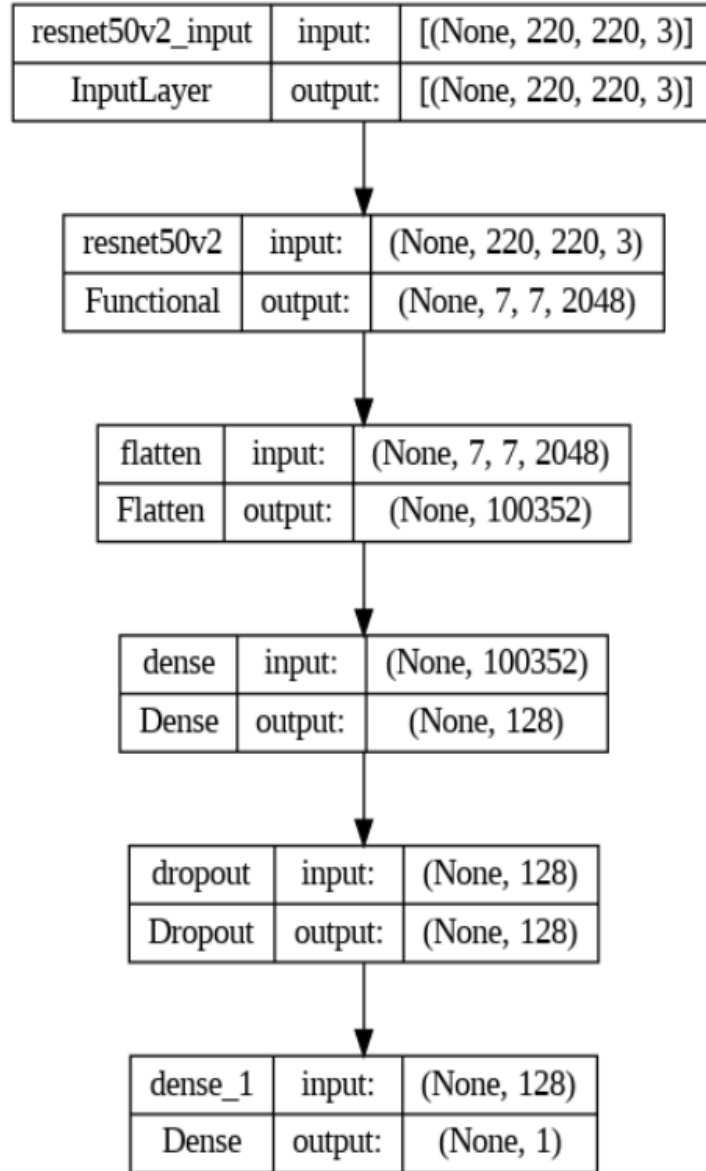 resnet50v2_input input: [(None, 220, 220, 3)]
InputLayer output: [(None, 220, 220, 3)]
resnet50v2 input: (None, 220, 220, 3)
Functional output: (None, 7, 7, 2048)
flatten input: (None, 7, 7, 2048)
Flatten output: (None, 100352)
dense input: (None, 100352)
Dense output: (None, 128)
dropout input: (None, 128)
Dropout output: (None, 128)
dense_1 input: (None, 128)
Dense output: (None, 1)